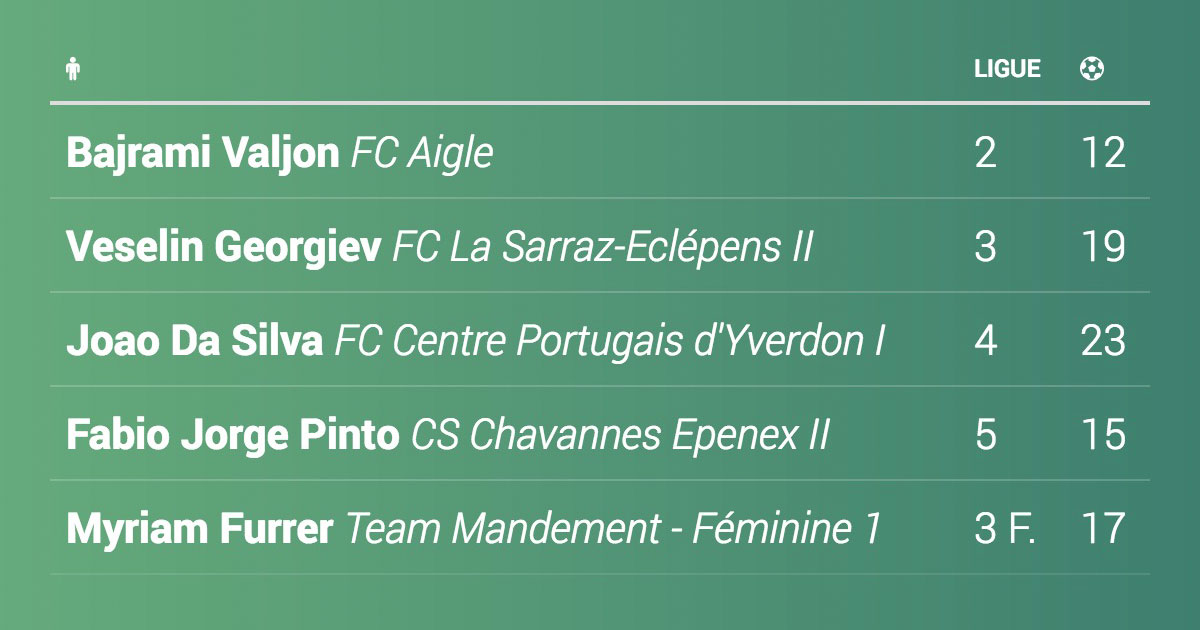 LIGUE
Bajrami Valjon FC Aigle 2 12
Veselin Georgiev FC La Sarraz-Eclépens II 3 19
Joao Da Silva FC Centre Portugais d'Yverdon I 4 23
Fabio Jorge Pinto CS Chavannes Epenex II 5 15
Myriam Furrer Team Mandement - Féminine 1 3 F. 17